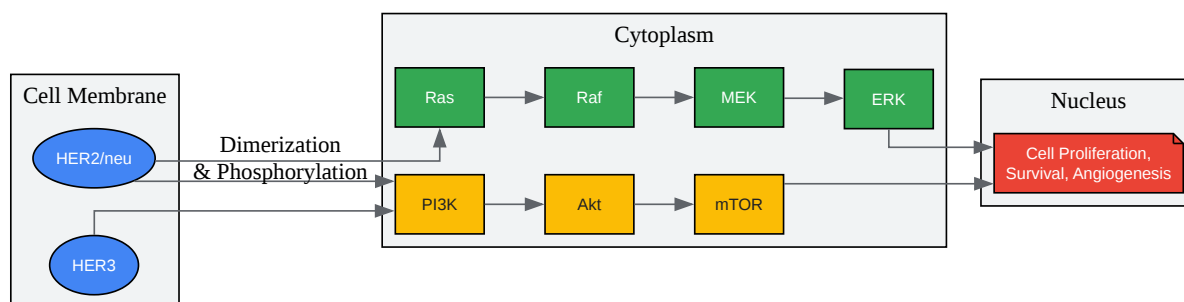 Cell Membrane
HER2/neu
HER3
Dimerization
& Phosphorylation
Cytoplasm
Ras
Raf
MEK
ERK
PI3K
Akt
mTOR
Nucleus
Cell Proliferation,
Survival, Angiogenesis